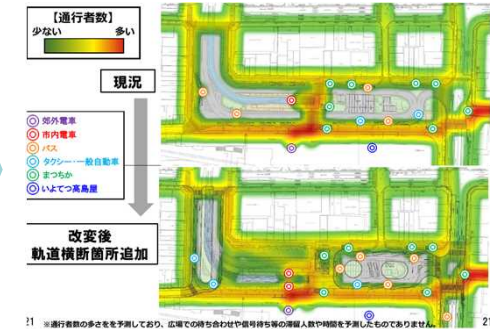 【通行者数】
少ない 多い
現況
郊外電車
市内電車
バス
タクシー・一般自動車
まつちか
いよてつ高島屋
改変後
軌道横断箇所追加
21 ※通行者数の多さをを予測しており、広場での待ち合わせや信号待ち等の滞留人数や時間を予測したものでありません。 21